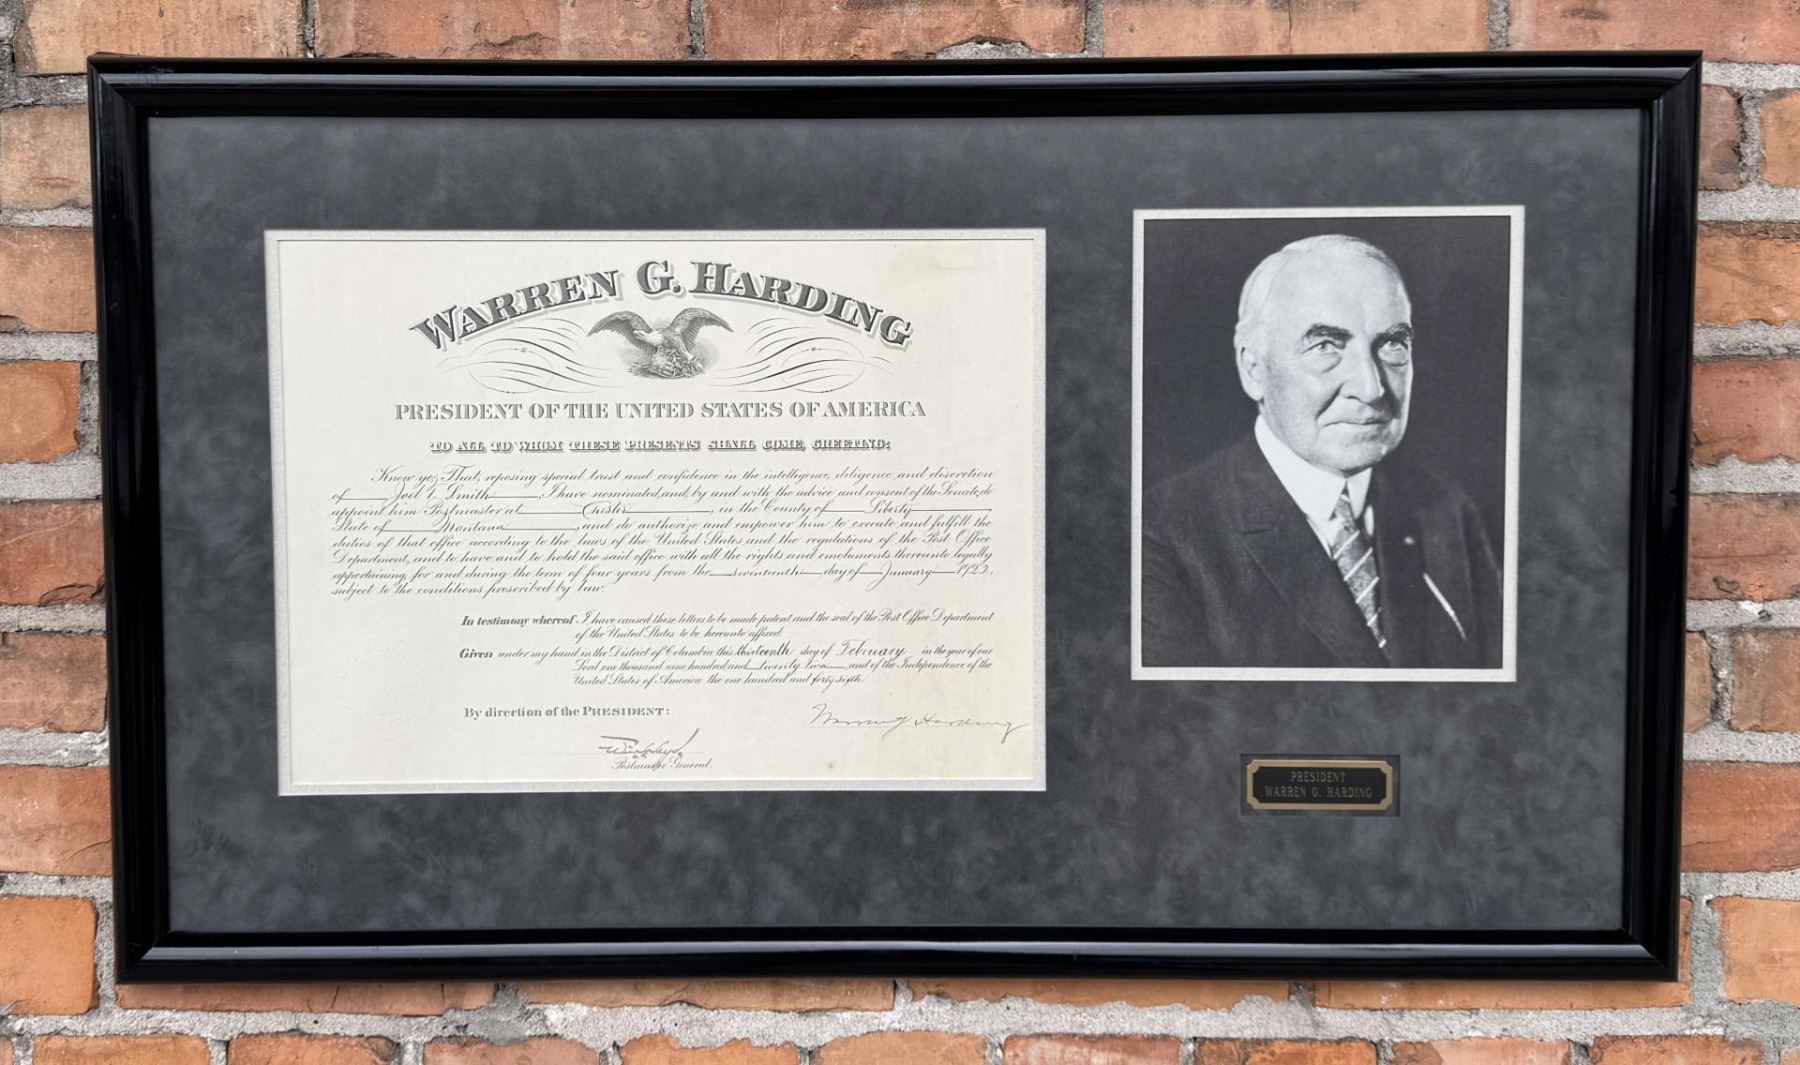 WARREN G. HARDING
PRESIDENT OF THE UNITED STATES OF AMERICA
TO ALL TO WHOM THESE PRESENTS SHALL COME, GREETING:
Know ye, That, reposing special trust and confidence in the intelligence, diligence and discretion
of Joel T. Smith, I have nominated, and, by and with the advice and consent of the Senate, do
appoint him Postmaster at Chester, in the County of Liberty,
State of Montana, and do authorize and empower him to execute and fulfill the
duties of that office according to the laws of the United States and the regulations of the Post Office
Department, and to have and to hold the said office with all the rights and emoluments thereunto legally
appertaining, for and during the term of four years from the seventeenth day of January 1922,
subject to the conditions prescribed by law.
In testimony whereof I have caused these letters to be made patent and the seal of the Post Office Department
of the United States to be hereunto affixed.
Given under my hand in the District of Columbia this thirteenth day of February in the year of our
Lord one thousand nine hundred and twenty two and of the Independence of the
United States of America the one hundred and forty sixth.
By direction of the PRESIDENT:
Warren G Harding
Will H. Hays.
Postmaster General.
PRESIDENT
WARREN G. HARDING